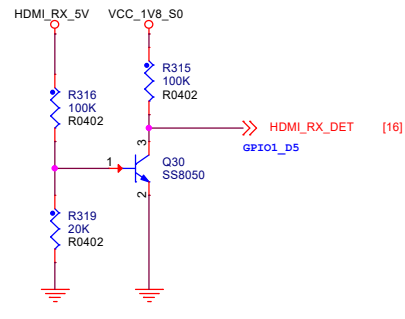 HDMI_RX_5V VCC_1V8_S0
R315
100K
R0402
R316
100K
R0402
3
HDMI_RX_DET [16]
GPIO1_D5
1
Q30
SS8050
2
R319
20K
R0402